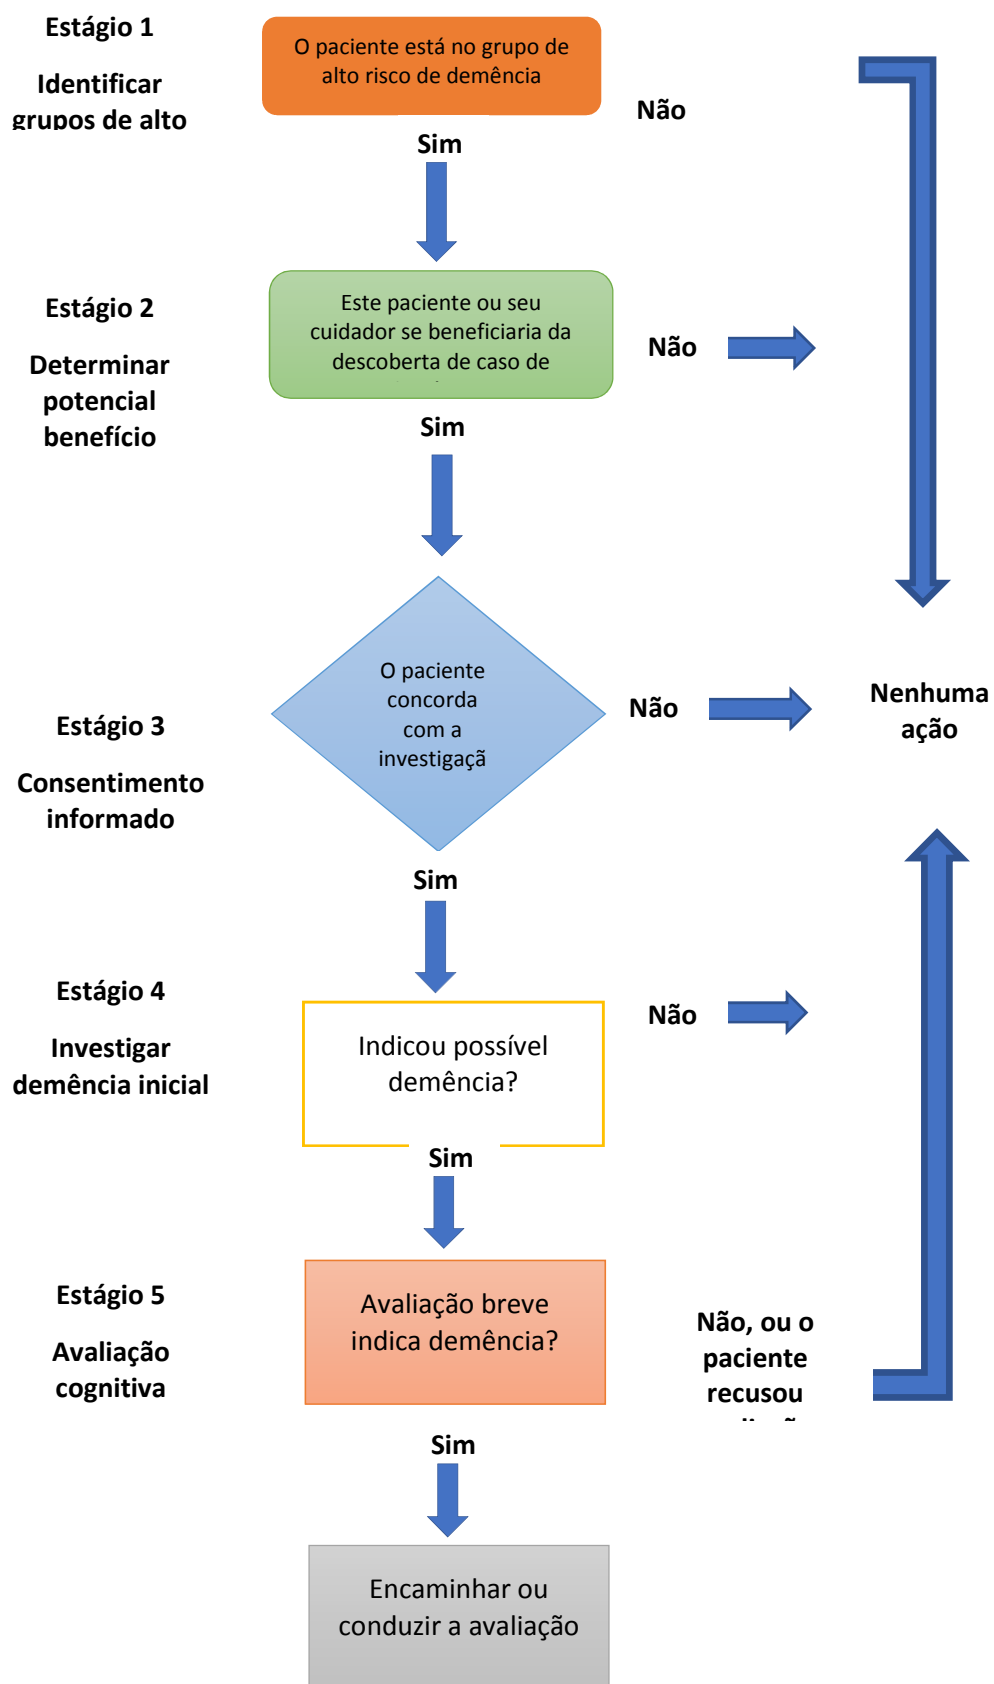 Estágio 1
Identificar
grupos de alto
O paciente está no grupo de
alto risco de demência
Não
Sim
Estágio 2
Determinar
potencial
benefício
Este paciente ou seu
cuidador se beneficiaria da
descoberta de caso de
Não
Sim
Estágio 3
Consentimento
informado
O paciente
concorda
com a
investigaçã
Não
Nenhuma
ação
Sim
Estágio 4
Investigar
demência inicial
Indicou possível
demência?
Não
Sim
Estágio 5
Avaliação
cognitiva
Avaliação breve
indica demência?
Não, ou o
paciente
recusou
Sim
Encaminhar ou
conduzir a avaliação